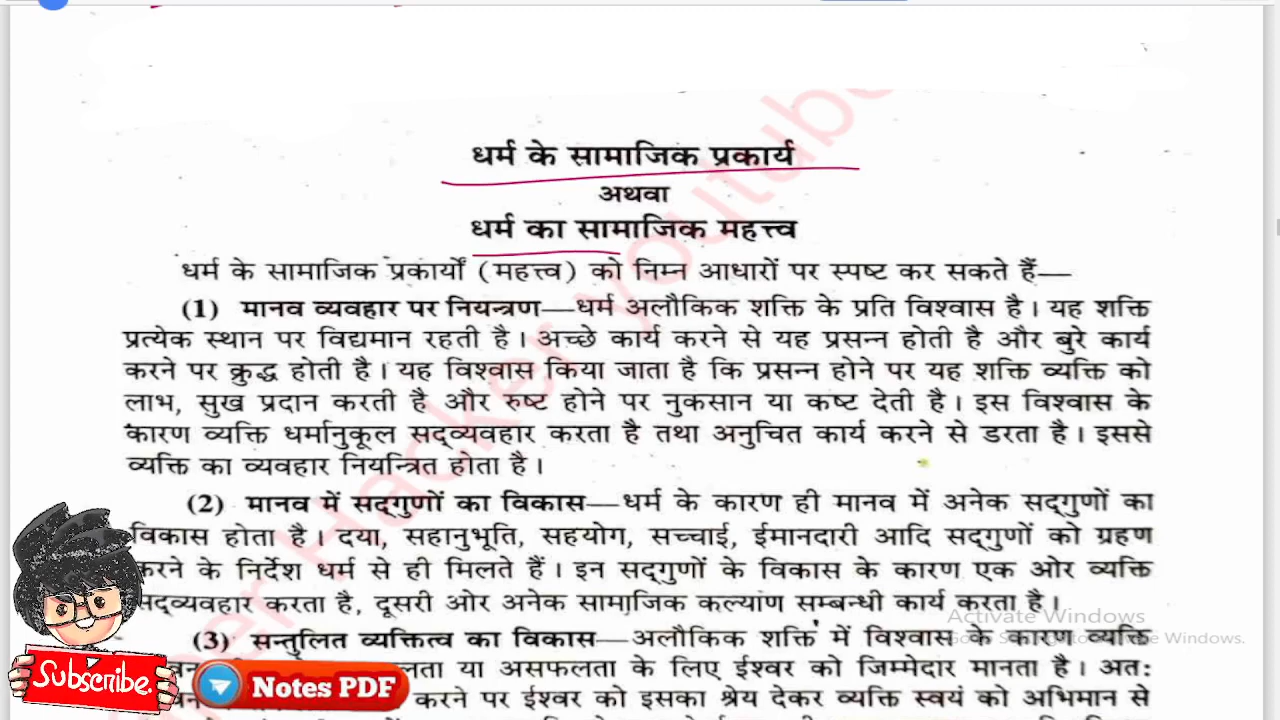 धर्म के सामाजिक प्रकार्य
अथवा
धर्म का सामाजिक महत्त्व
धर्म के सामाजिक प्रकार्यों (महत्त्व) को निम्न आधारों पर स्पष्ट कर सकते हैं—
(1) मानव व्यवहार पर नियन्त्रण—धर्म अलौकिक शक्ति के प्रति विश्वास है। यह शक्ति
प्रत्येक स्थान पर विद्यमान रहती है। अच्छे कार्य करने से यह प्रसन्न होती है और बुरे कार्य
करने पर क्रुद्ध होती है। यह विश्वास किया जाता है कि प्रसन्न होने पर यह शक्ति व्यक्ति को
लाभ, सुख प्रदान करती है और रुष्ट होने पर नुकसान या कष्ट देती है। इस विश्वास के
कारण व्यक्ति धर्मानुकूल सद्व्यवहार करता है तथा अनुचित कार्य करने से डरता है। इससे
व्यक्ति का व्यवहार नियन्त्रित होता है।
(2) मानव में सद्गुणों का विकास—धर्म के कारण ही मानव में अनेक सद्गुणों का
विकास होता है। दया, सहानुभूति, सहयोग, सच्चाई, ईमानदारी आदि सद्गुणों को ग्रहण
करने के निर्देश धर्म से ही मिलते हैं। इन सद्गुणों के विकास के कारण एक ओर व्यक्ति
सद्व्यवहार करता है, दूसरी ओर अनेक सामाजिक कल्याण सम्बन्धी कार्य करता है।
(3) सन्तुलित व्यक्तित्व का विकास—अलौकिक शक्ति में विश्वास के कारण व्यक्ति
या असफलता के लिए ईश्वर को जिम्मेदार मानता है। अतः
करने पर ईश्वर को इसका श्रेय देकर व्यक्ति स्वयं को अभिमान से
Hacker youtube
Activate Windows
Windows.
Subscribe.
Notes PDF